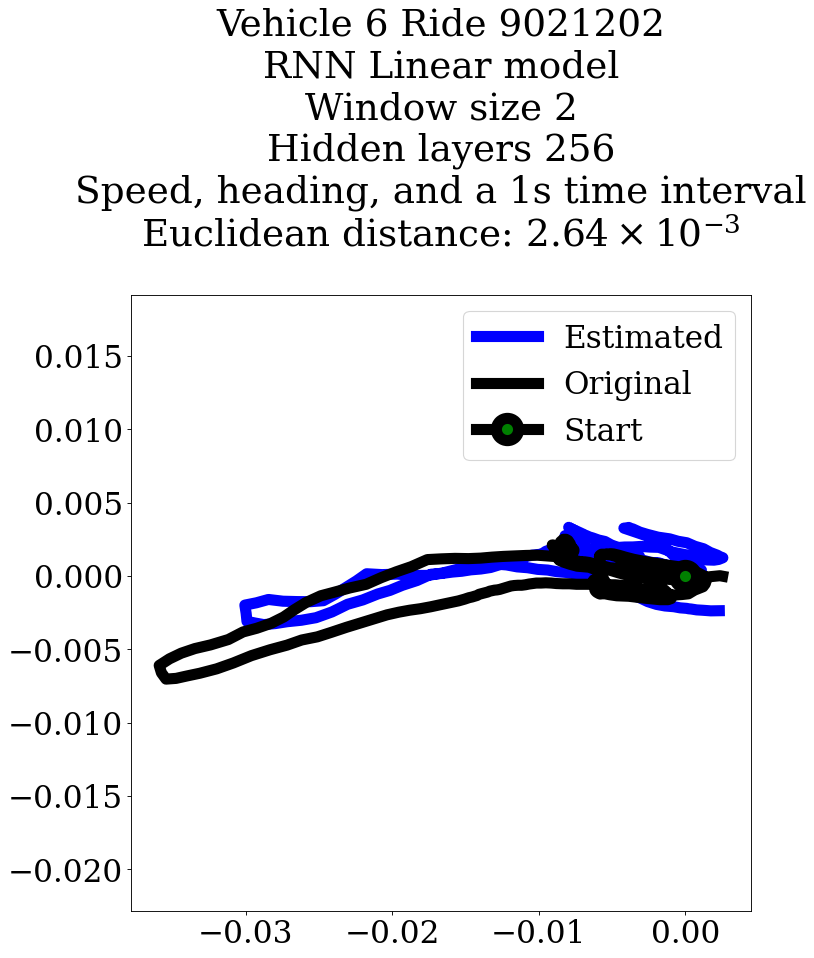 Vehicle 6 Ride 9021202
RNN Linear model
Window size 2
Hidden layers 256
Speed, heading, and a 1s time interval
Euclidean distance: 2.64 × 10⁻³
Estimated
Original
Start
0.015
0.010
0.005
0.000
−0.005
−0.010
−0.015
−0.020
−0.03 −0.02 −0.01 0.00